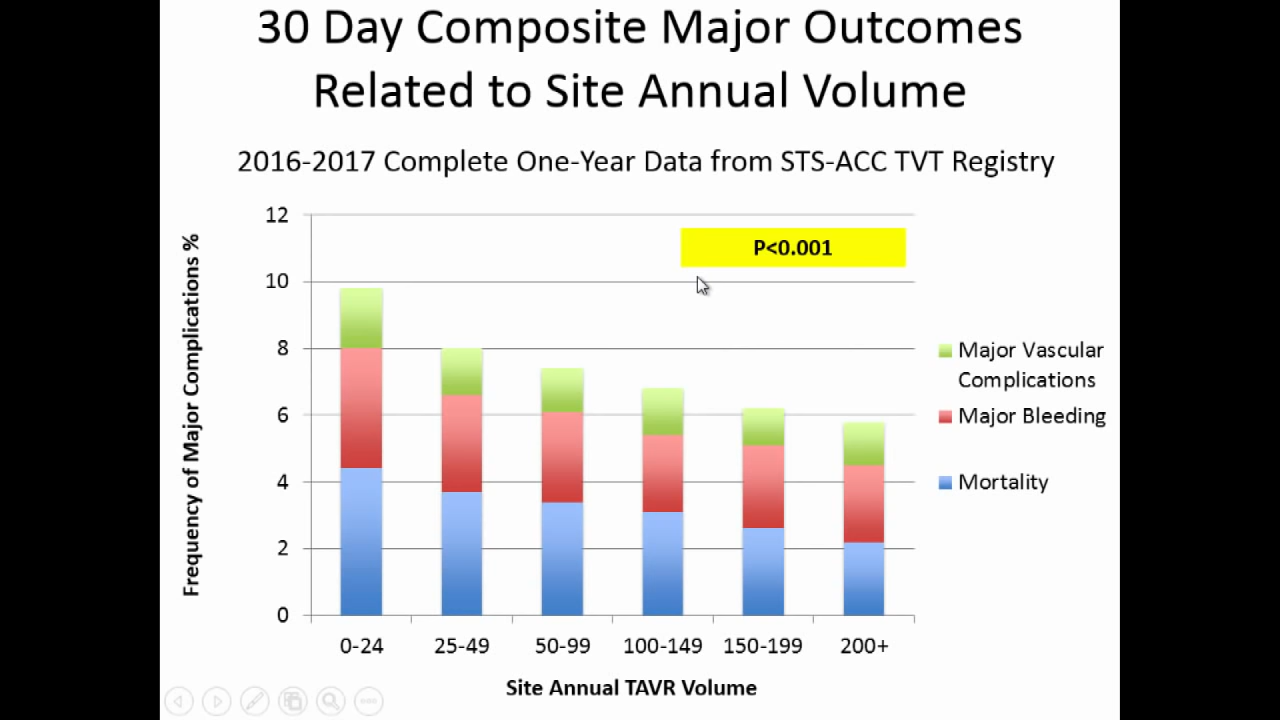 30 Day Composite Major Outcomes
Related to Site Annual Volume
2016-2017 Complete One-Year Data from STS-ACC TVT Registry
Frequency of Major Complications %
12
10
8
6
4
2
0
P<0.001
Major Vascular
Complications
Major Bleeding
Mortality
0-24 25-49 50-99 100-149 150-199 200+
Site Annual TAVR Volume